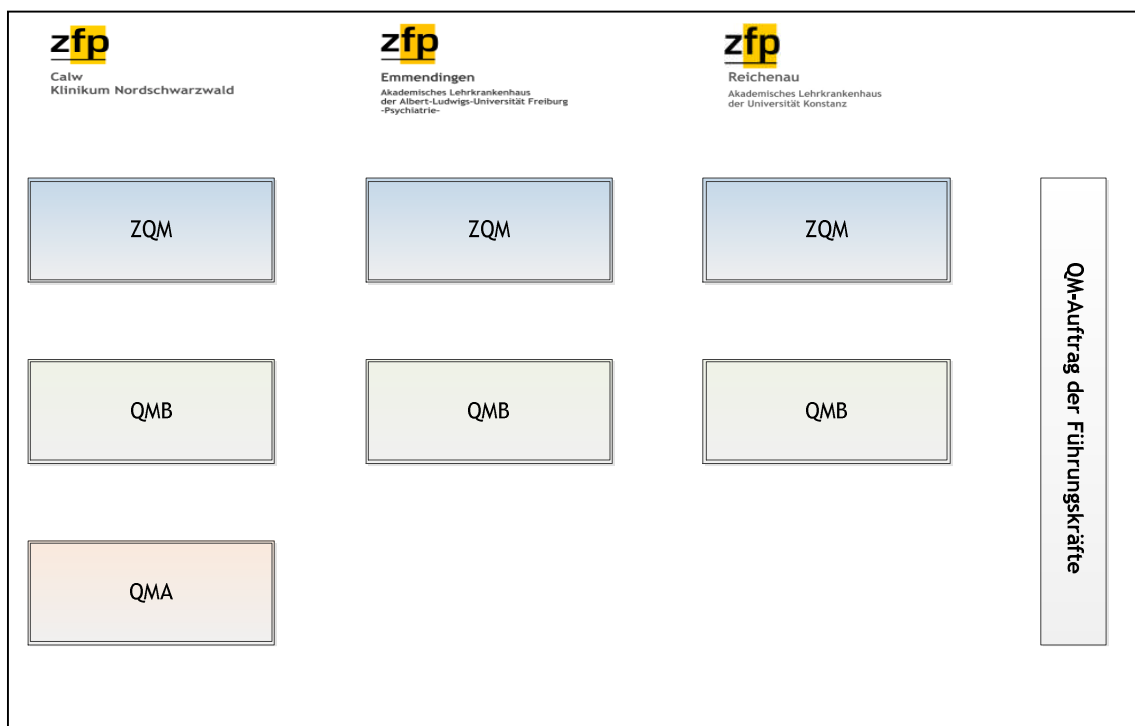 zfp
Calw
Klinikum Nordschwarzwald
zfp
Emmendingen
Akademisches Lehrkrankenhaus
der Albert-Ludwigs-Universität Freiburg
-Psychiatrie-
zfp
Reichenau
Akademisches Lehrkrankenhaus
der Universität Konstanz
ZQM
ZQM
ZQM
QMB
QMB
QMB
QMA
QM-Auftrag der Führungskräfte